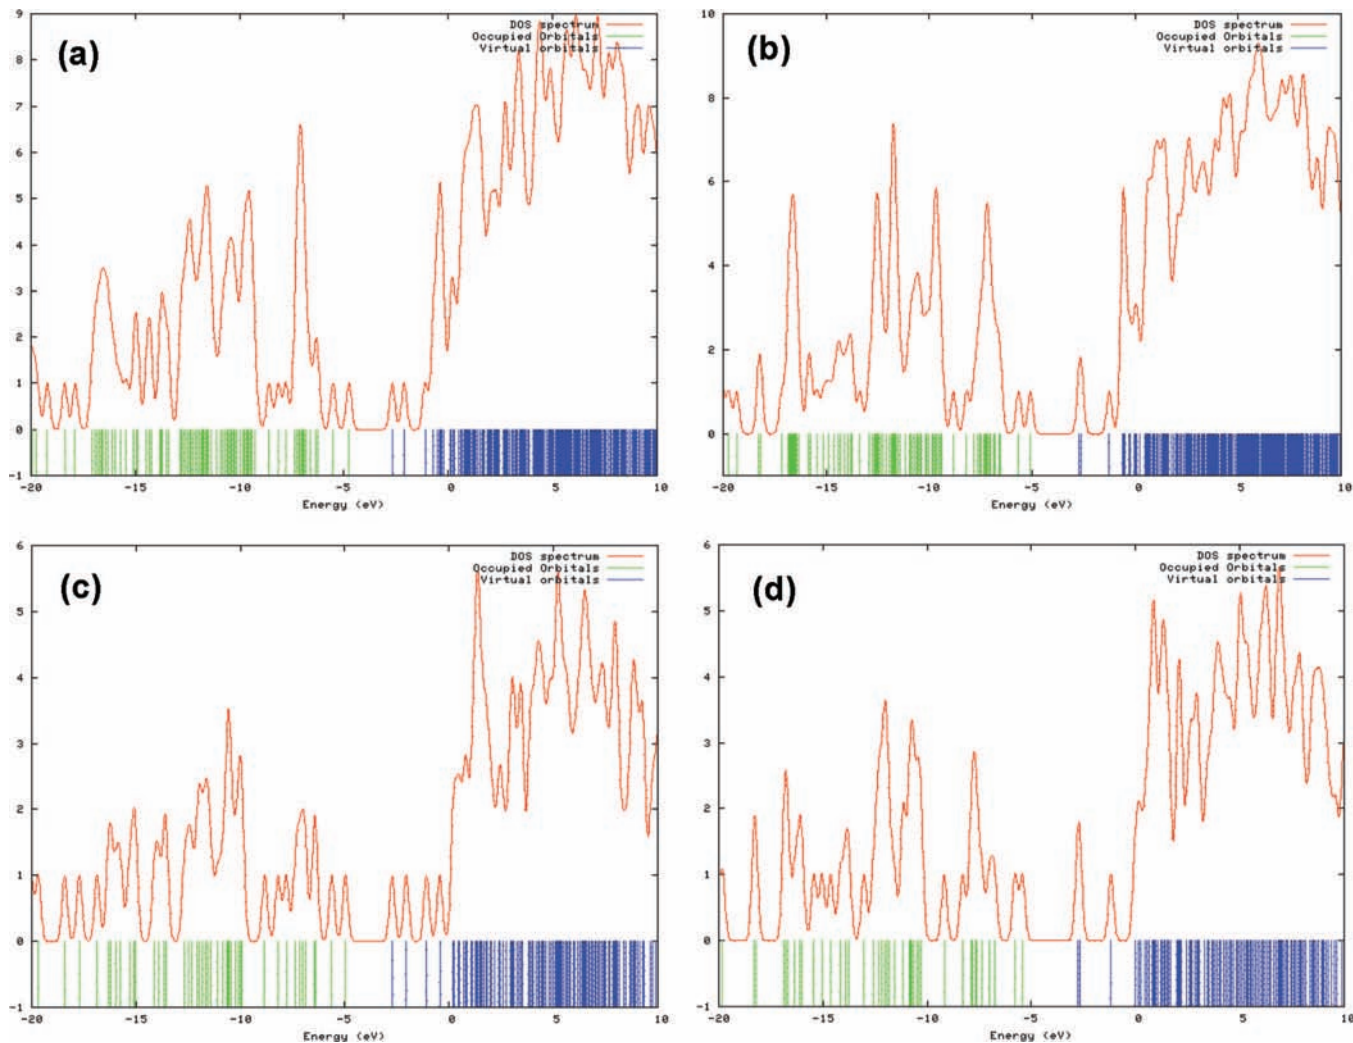 (a)
DOS spectrum
Occupied Orbitals
Virtual orbitals
9
8
7
6
5
4
3
2
1
0
-1
-20 -15 -10 -5 0 5 10
Energy (eV)
(b)
DOS spectrum
Occupied Orbitals
Virtual orbitals
10
8
6
4
2
0
-20 -15 -10 -5 0 5 10
Energy (eV)
(c)
DOS spectrum
Occupied Orbitals
Virtual orbitals
6
5
4
3
2
1
0
-1
-20 -15 -10 -5 0 5 10
Energy (eV)
(d)
DOS spectrum
Occupied Orbitals
Virtual orbitals
6
5
4
3
2
1
0
-1
-20 -15 -10 -5 0 5 10
Energy (eV)